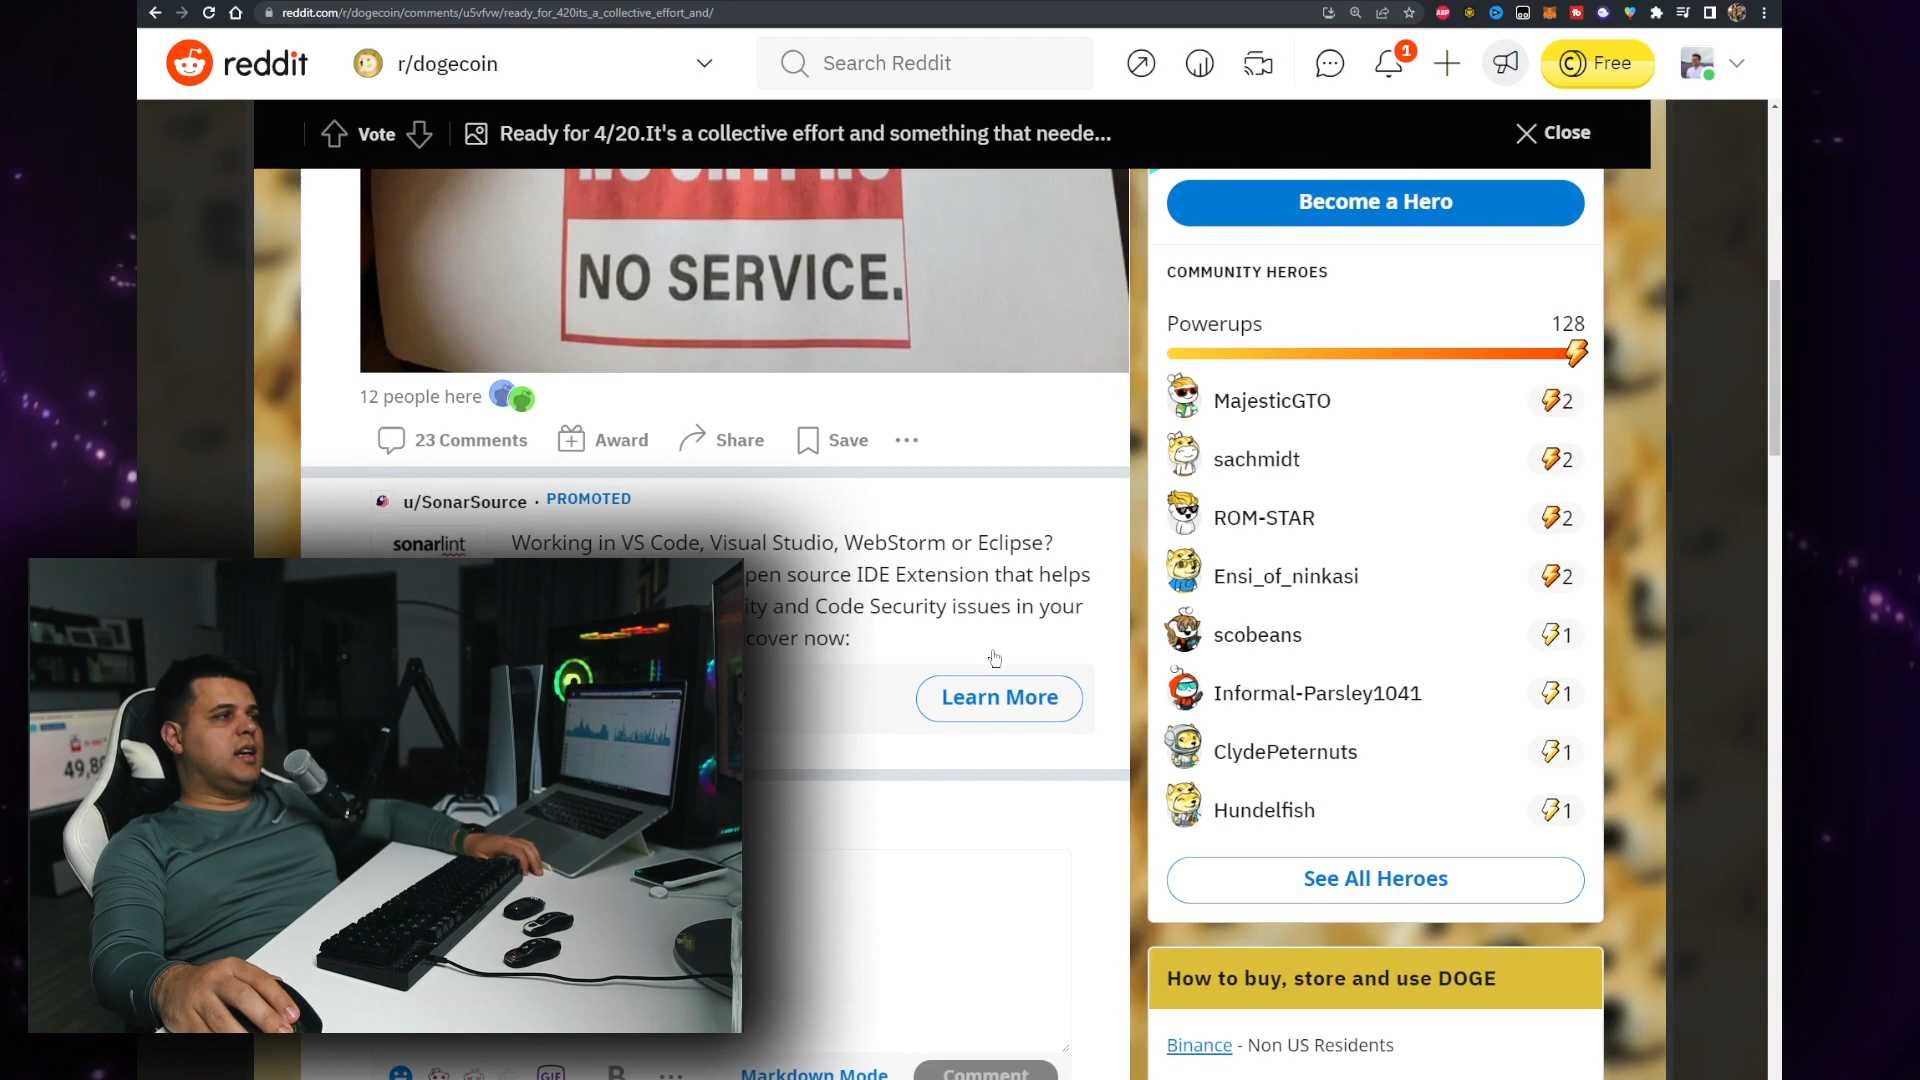 reddit.com/r/dogecoin/comments/u5vfvw/ready_for_420its_a_collective_effort_and/
reddit
r/dogecoin
Search Reddit
1
Free
Vote
Ready for 4/20.It's a collective effort and something that neede...
Close
NO SERVICE.
12 people here
23 Comments
Award
Share
Save
u/SonarSource · PROMOTED
sonarlint
Working in VS Code, Visual Studio, WebStorm or Eclipse?
pen source IDE Extension that helps
ity and Code Security issues in your
cover now:
Learn More
Markdown Mode
Comment
GIF
B
49,8
Become a Hero
COMMUNITY HEROES
Powerups 128
MajesticGTO 2
sachmidt 2
ROM-STAR 2
Ensi_of_ninkasi 2
scobeans 1
Informal-Parsley1041 1
ClydePeternuts 1
Hundelfish 1
See All Heroes
How to buy, store and use DOGE
Binance - Non US Residents